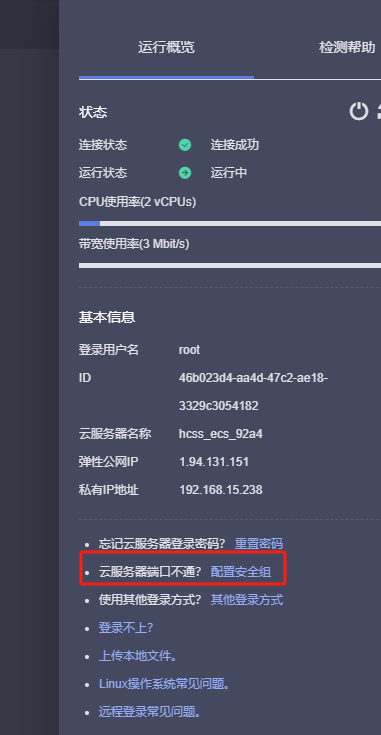 运行概览 检测帮助
状态
连接状态 连接成功
运行状态 运行中
CPU使用率(2 vCPUs)
带宽使用率(3 Mbit/s)
基本信息
登录用户名 root
ID 46b023d4-aa4d-47c2-ae18-
3329c3054182
云服务器名称 hcss_ecs_92a4
弹性公网IP 1.94.131.151
私有IP地址 192.168.15.238
忘记云服务器登录密码? 重置密码
云服务器端口不通? 配置安全组
使用其他登录方式? 其他登录方式
登录不上?
上传本地文件。
Linux操作系统常见问题。
远程登录常见问题。